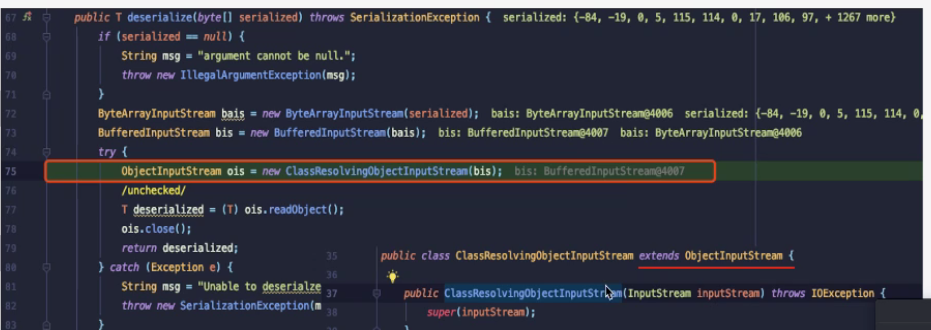 67 public T deserialize(byte[] serialized) throws SerializationException { serialized: {-84, -19, 0, 5, 115, 114, 0, 17, 106, 97, + 1267 more}
68 if (serialized == null) {
69 String msg = "argument cannot be null.";
70 throw new IllegalArgumentException(msg);
71 }
72 ByteArrayInputStream bais = new ByteArrayInputStream(serialized); bais: ByteArrayInputStream@4006 serialized: {-84, -19, 0, 5, 115, 114, 0,
73 BufferedInputStream bis = new BufferedInputStream(bais); bis: BufferedInputStream@4007 bais: ByteArrayInputStream@4006
74 try {
75 ObjectInputStream ois = new ClassResolvingObjectInputStream(bis); bis: BufferedInputStream@4007
76 /unchecked/
77 T deserialized = (T) ois.readObject();
78 ois.close();
79 return deserialized;
80 } catch (Exception e) {
81 String msg = "Unable to deserialze
82 throw new SerializationException(m
83 }
35 public class ClassResolvingObjectInputStream extends ObjectInputStream {
36
37 public ClassResolvingObjectInputStream(InputStream inputStream) throws IOException {
38 super(inputStream);
}